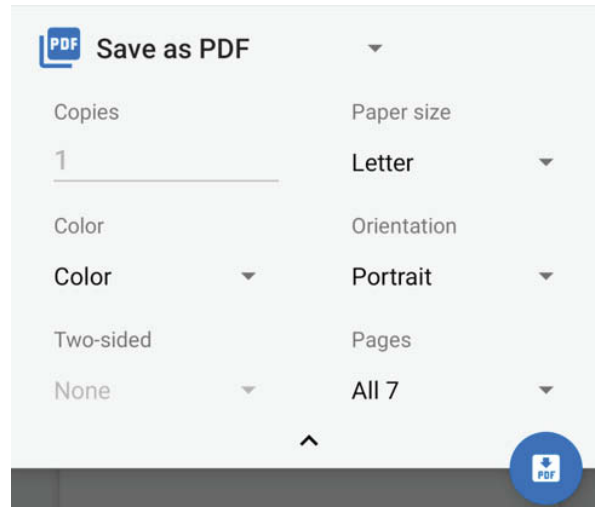 PDF Save as PDF
Copies Paper size
1 Letter
Color Orientation
Color Portrait
Two-sided Pages
None All 7
PDF